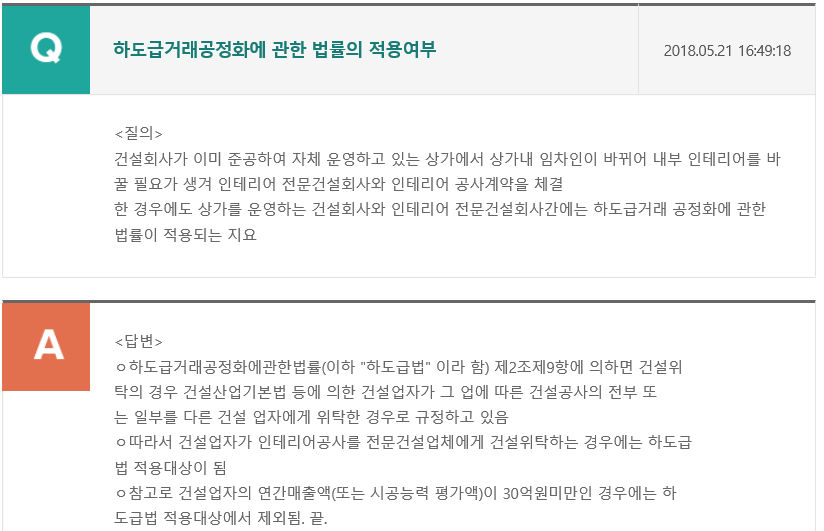 Q
하도급거래공정화에 관한 법률의 적용여부
2018.05.21 16:49:18
<질의>
건설회사가 이미 준공하여 자체 운영하고 있는 상가에서 상가내 임차인이 바뀌어 내부 인테리어를 바
꿀 필요가 생겨 인테리어 전문건설회사와 인테리어 공사계약을 체결
한 경우에도 상가를 운영하는 건설회사와 인테리어 전문건설회사간에는 하도급거래 공정화에 관한
법률이 적용되는 지요
A
<답변>
ㅇ하도급거래공정화에관한법률(이하 "하도급법" 이라 함) 제2조제9항에 의하면 건설위
탁의 경우 건설산업기본법 등에 의한 건설업자가 그 업에 따른 건설공사의 전부 또
는 일부를 다른 건설 업자에게 위탁한 경우로 규정하고 있음
ㅇ따라서 건설업자가 인테리어공사를 전문건설업체에게 건설위탁하는 경우에는 하도급
법 적용대상이 됨
ㅇ참고로 건설업자의 연간매출액(또는 시공능력 평가액)이 30억원미만인 경우에는 하
도급법 적용대상에서 제외됨. 끝.